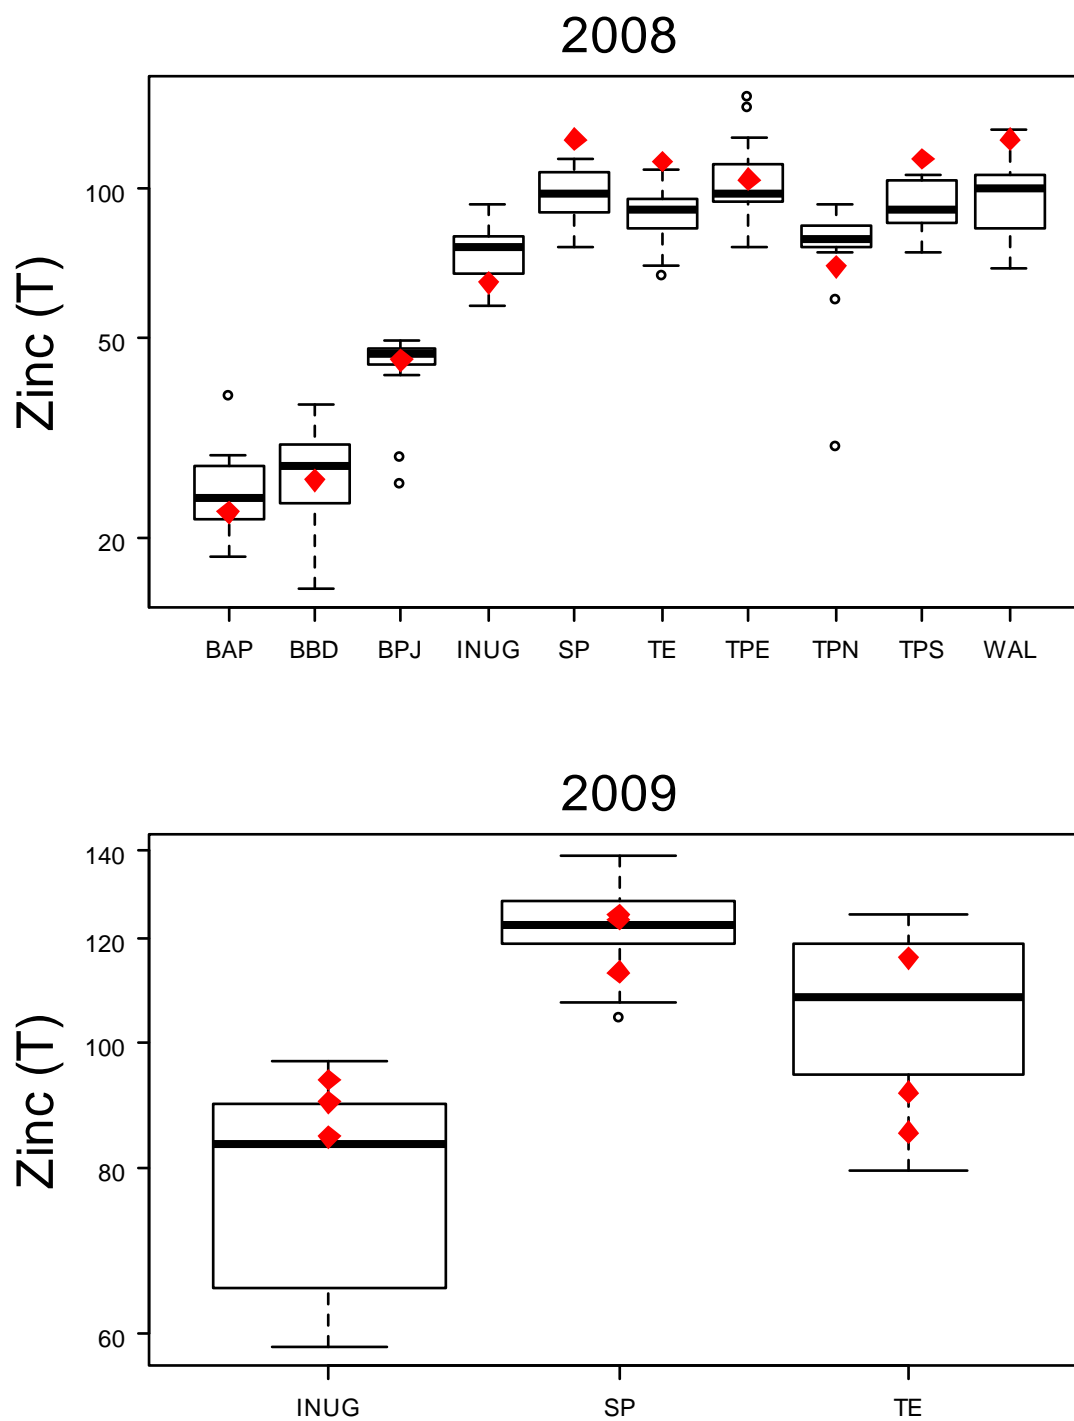 2008
Zinc (T)
100
50
20
BAP BBD BPJ INUG SP TE TPE TPN TPS WAL
2009
Zinc (T)
140
120
100
80
60
INUG SP TE